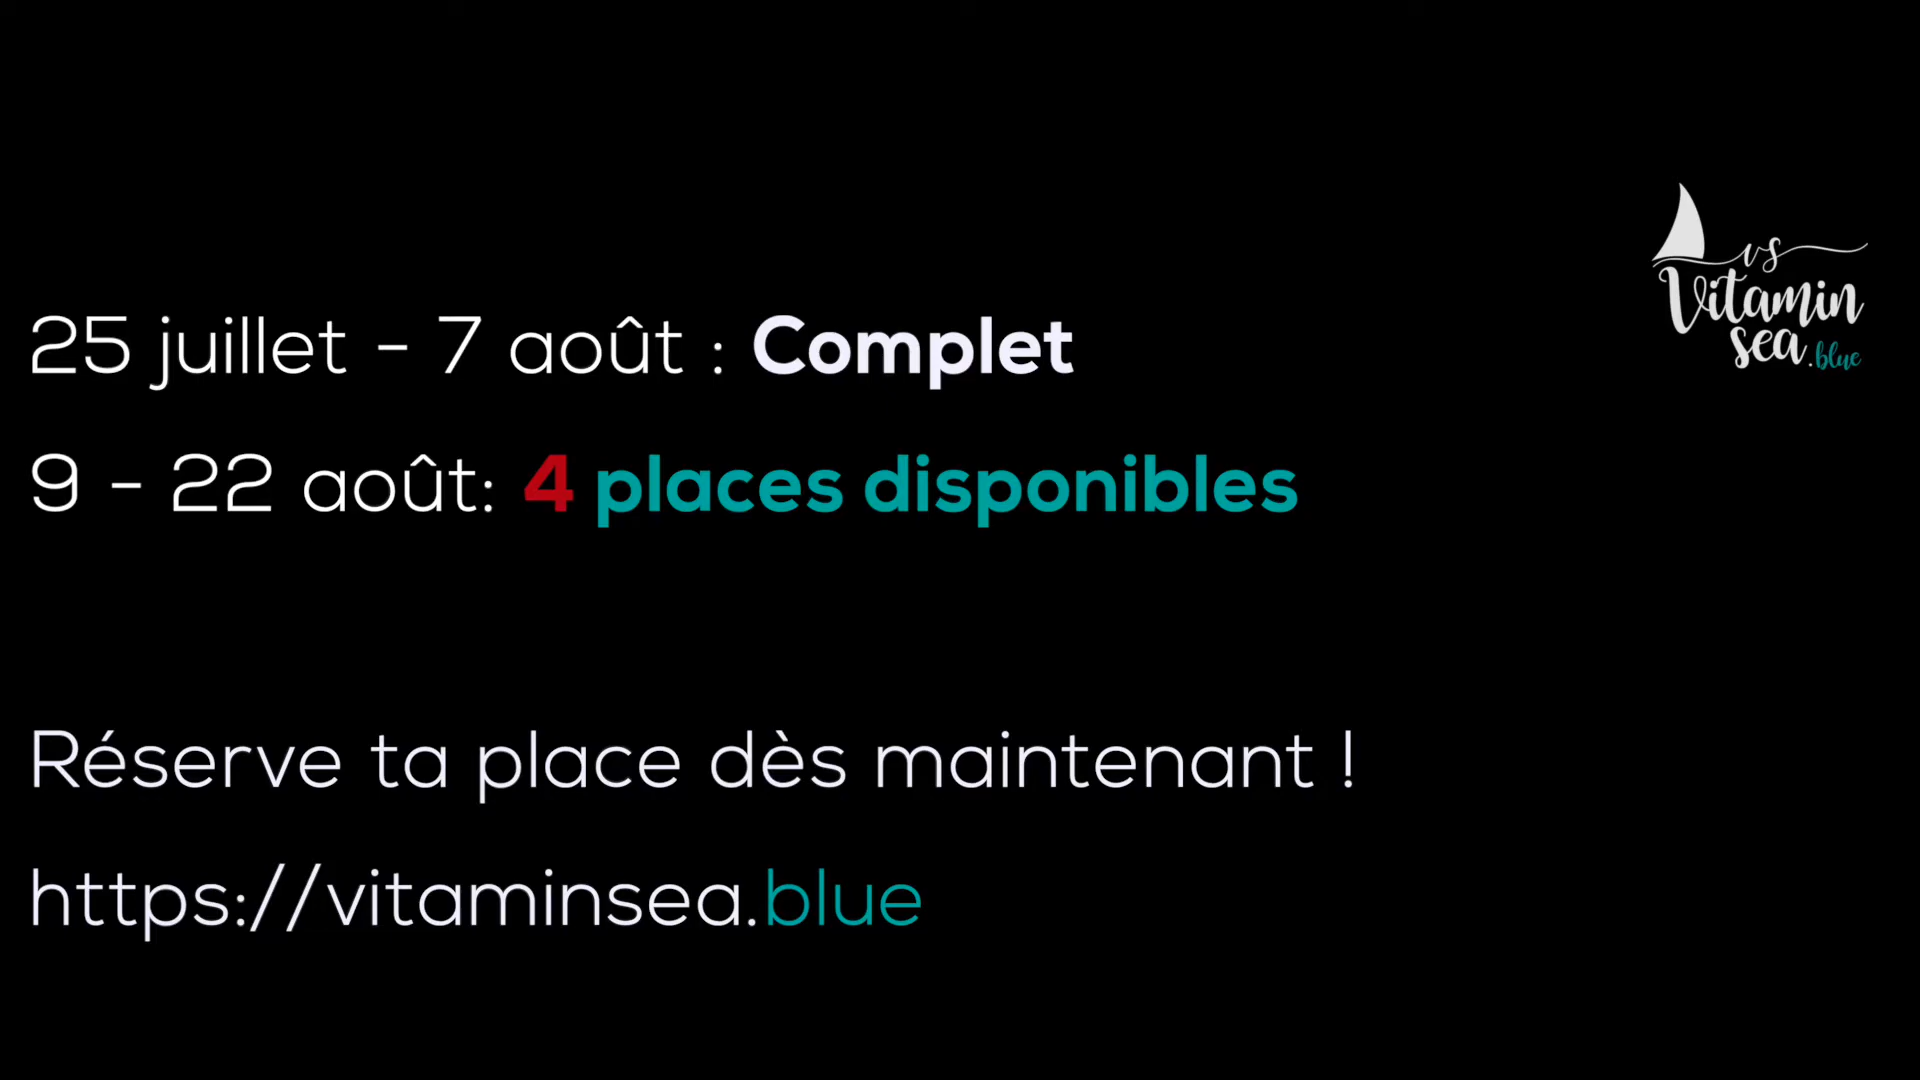 vs
Vitamin
sea.blue
25 juillet - 7 août : Complet
9 - 22 août: 4 places disponibles
Réserve ta place dès maintenant !
https://vitaminsea.blue